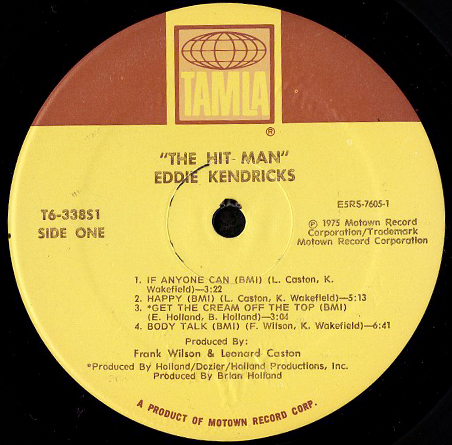 TAMLA
®
"THE HIT-MAN"
EDDIE KENDRICKS
T6-338S1
SIDE ONE
E5RS-7605-1
℗ 1975 Motown Record
Corporation/Trademark
Motown Record Corporation
1. IF ANYONE CAN (BMI) (L. Caston, K.
Wakefield)—3:22
2. HAPPY (BMI) (L. Caston, K. Wakefield)—5:13
3. *GET THE CREAM OFF THE TOP (BMI)
(E. Holland, B. Holland)—3:04
4. BODY TALK (BMI) (F. Wilson, K. Wakefield)—6:41
Produced By:
Frank Wilson & Leonard Caston
*Produced By Holland/Dozier/Holland Productions, Inc.
Produced By Brian Holland
A PRODUCT OF MOTOWN RECORD CORP.